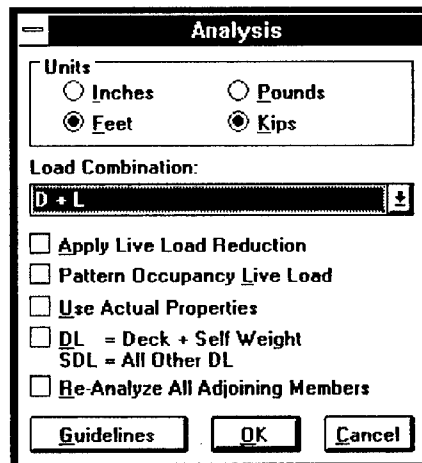 Analysis
Units
Inches Pounds
Feet Kips
Load Combination:
D + L
Apply Live Load Reduction
Pattern Occupancy Live Load
Use Actual Properties
DL = Deck + Self Weight
SDL = All Other DL
Re-Analyze All Adjoining Members
Guidelines OK Cancel